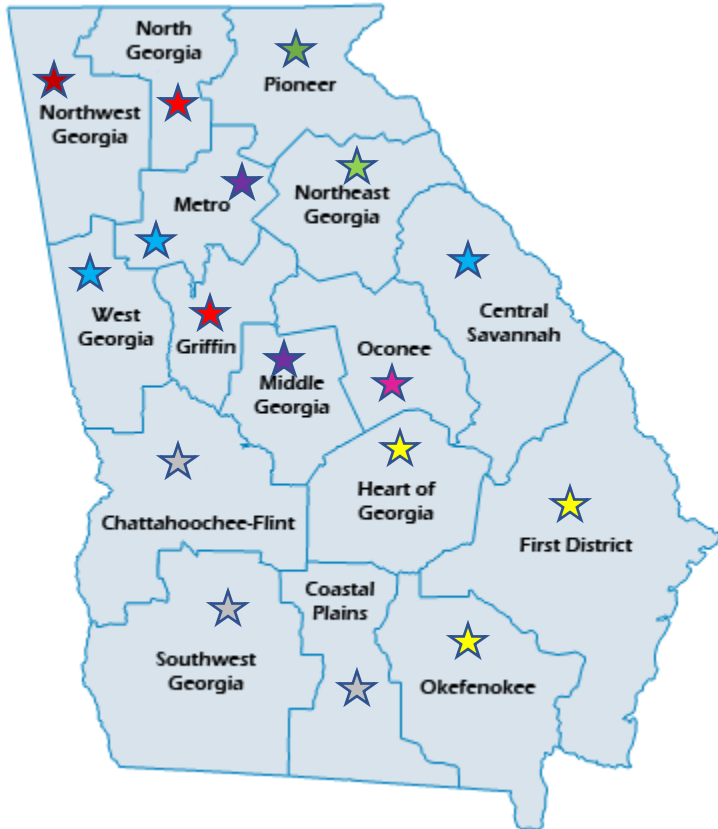 North
Georgia
Pioneer
Northwest
Georgia
Metro
Northeast
Georgia
West
Georgia
Griffin
Central
Savannah
Oconee
Middle
Georgia
Heart of
Georgia
Chattahoochee-Flint
First District
Coastal
Plains
Southwest
Georgia
Okefenokee